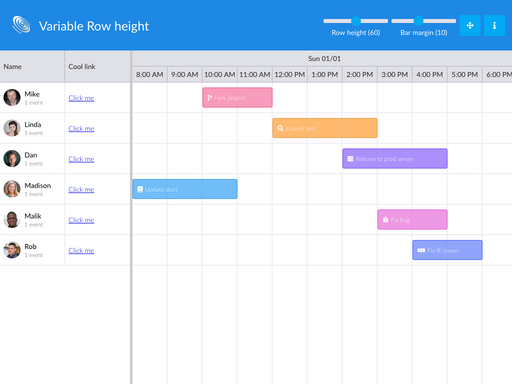 Variable Row height
Row height (60)
Bar margin (10)
Name
Cool link
Sun 01/01
8:00 AM 9:00 AM 10:00 AM 11:00 AM 12:00 PM 1:00 PM 2:00 PM 3:00 PM 4:00 PM 5:00 PM 6:00 PM
Mike
1 event
Click me
Fork project
Linda
1 event
Click me
Dan
1 event
Click me
Release to prod server
Madison
1 event
Click me
Update docs
Malik
1 event
Click me
Fix bug
Rob
1 event
Click me
Fix IE issues